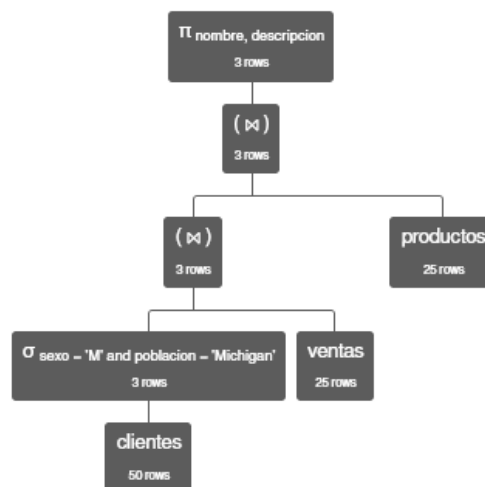 π nombre, descripcion
3 rows
( ⋈ )
3 rows
( ⋈ )
3 rows
productos
25 rows
σ sexo = 'M' and poblacion = 'Michigan'
3 rows
ventas
25 rows
clientes
50 rows